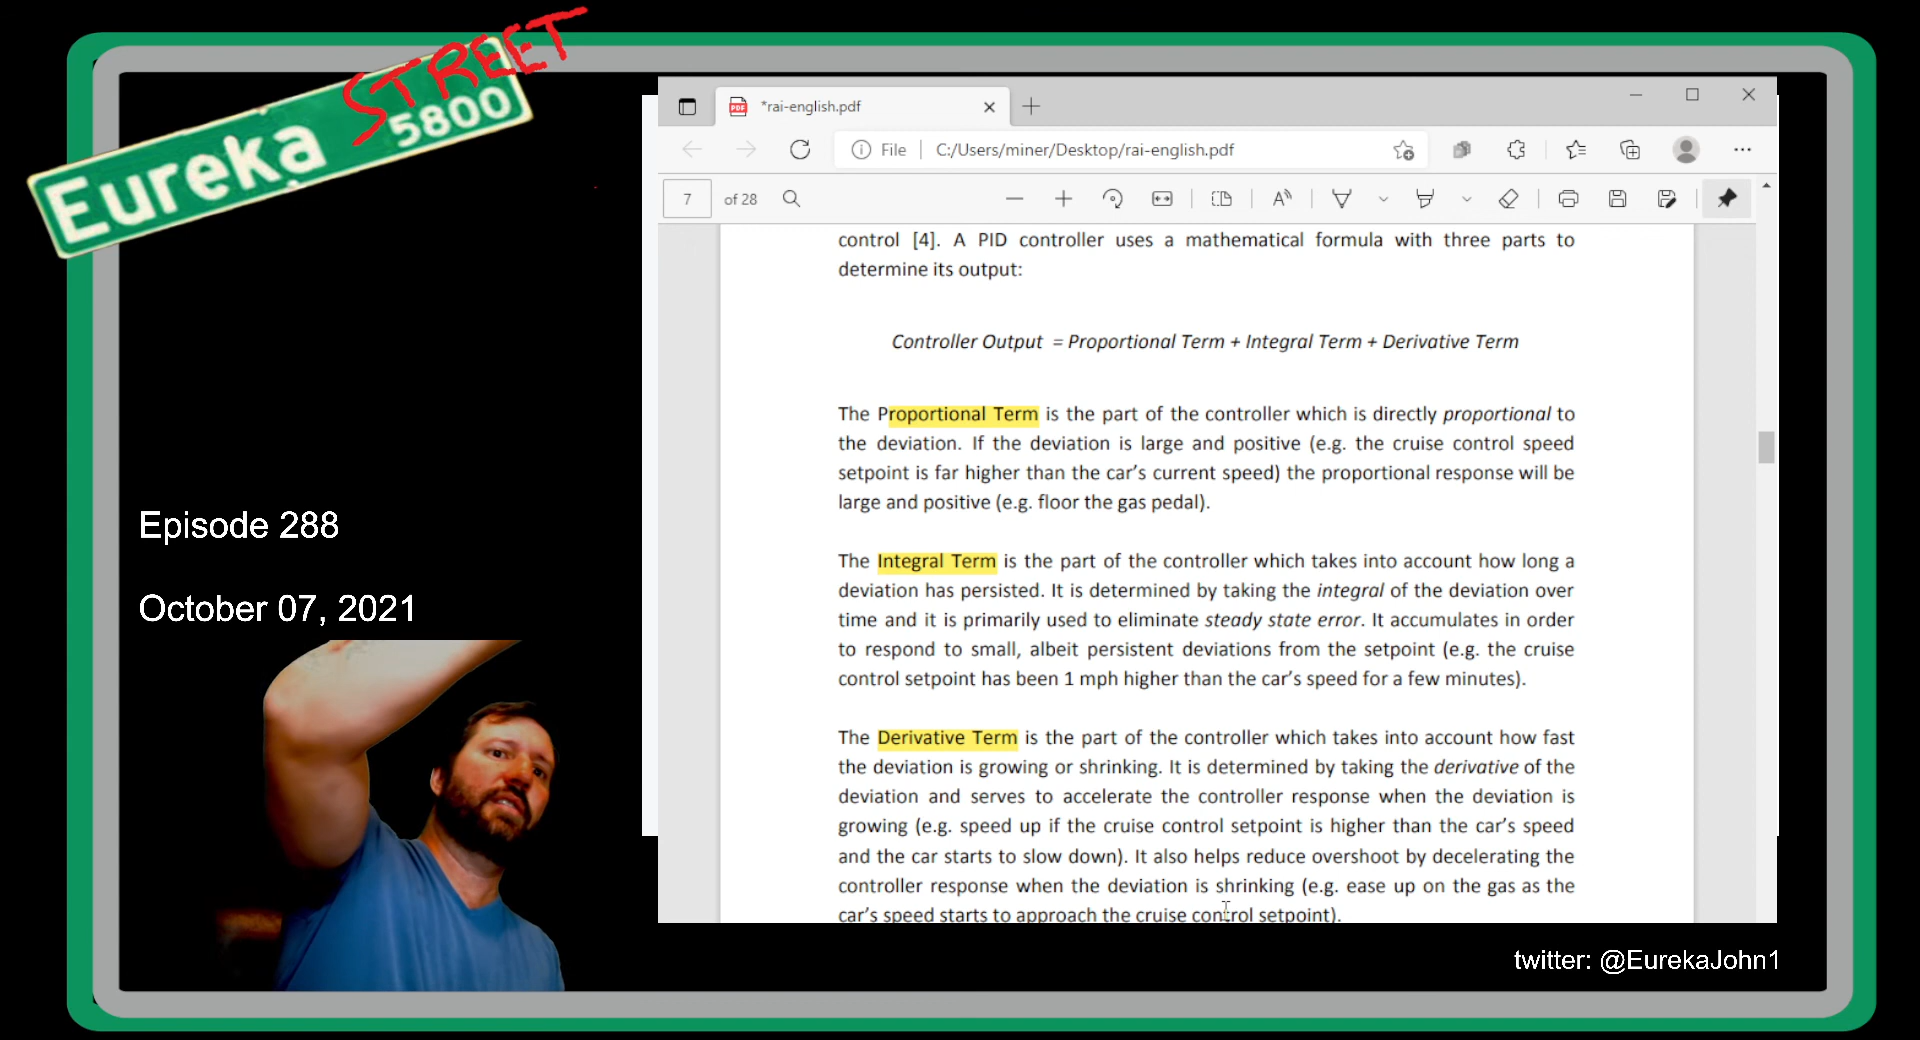 Eureka STREET
5800
*rai-english.pdf
File
C:/Users/miner/Desktop/rai-english.pdf
7 of 28
control [4]. A PID controller uses a mathematical formula with three parts to
determine its output:
Controller Output = Proportional Term + Integral Term + Derivative Term
The Proportional Term is the part of the controller which is directly proportional to
the deviation. If the deviation is large and positive (e.g. the cruise control speed
setpoint is far higher than the car's current speed) the proportional response will be
large and positive (e.g. floor the gas pedal).
The Integral Term is the part of the controller which takes into account how long a
deviation has persisted. It is determined by taking the integral of the deviation over
time and it is primarily used to eliminate steady state error. It accumulates in order
to respond to small, albeit persistent deviations from the setpoint (e.g. the cruise
control setpoint has been 1 mph higher than the car's speed for a few minutes).
The Derivative Term is the part of the controller which takes into account how fast
the deviation is growing or shrinking. It is determined by taking the derivative of the
deviation and serves to accelerate the controller response when the deviation is
growing (e.g. speed up if the cruise control setpoint is higher than the car's speed
and the car starts to slow down). It also helps reduce overshoot by decelerating the
controller response when the deviation is shrinking (e.g. ease up on the gas as the
car's speed starts to approach the cruise control setpoint).
Episode 288
October 07, 2021
twitter: @EurekaJohn1